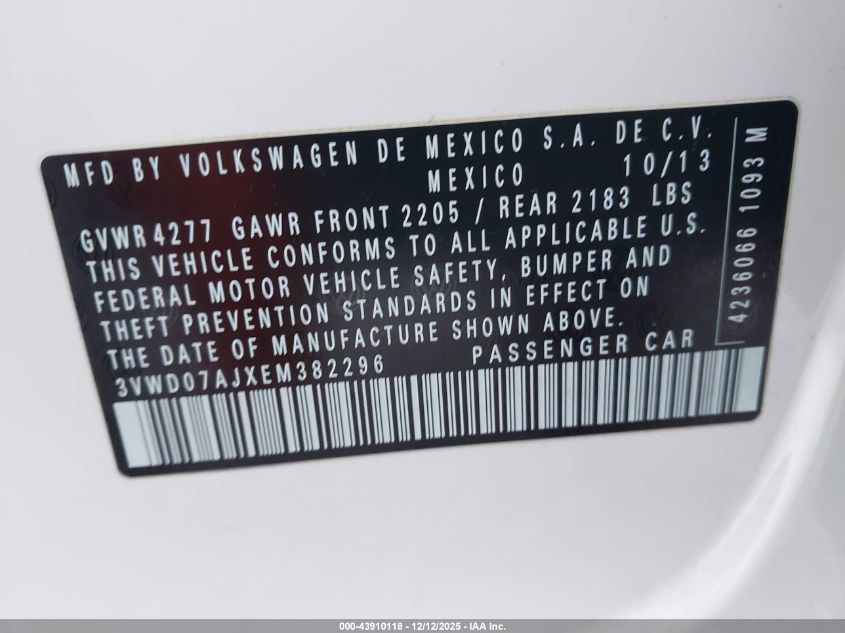 MFD BY VOLKSWAGEN DE MEXICO S.A. DE C.V.
MEXICO 10/13
GVWR 4277 GAWR FRONT 2205 / REAR 2183 LBS
THIS VEHICLE CONFORMS TO ALL APPLICABLE U.S.
FEDERAL MOTOR VEHICLE SAFETY, BUMPER AND
THEFT PREVENTION STANDARDS IN EFFECT ON
THE DATE OF MANUFACTURE SHOWN ABOVE.
3VWD07AJXEM382296 PASSENGER CAR
4236066 1093 M
000-43910118 - 12/12/2025 - IAA Inc.